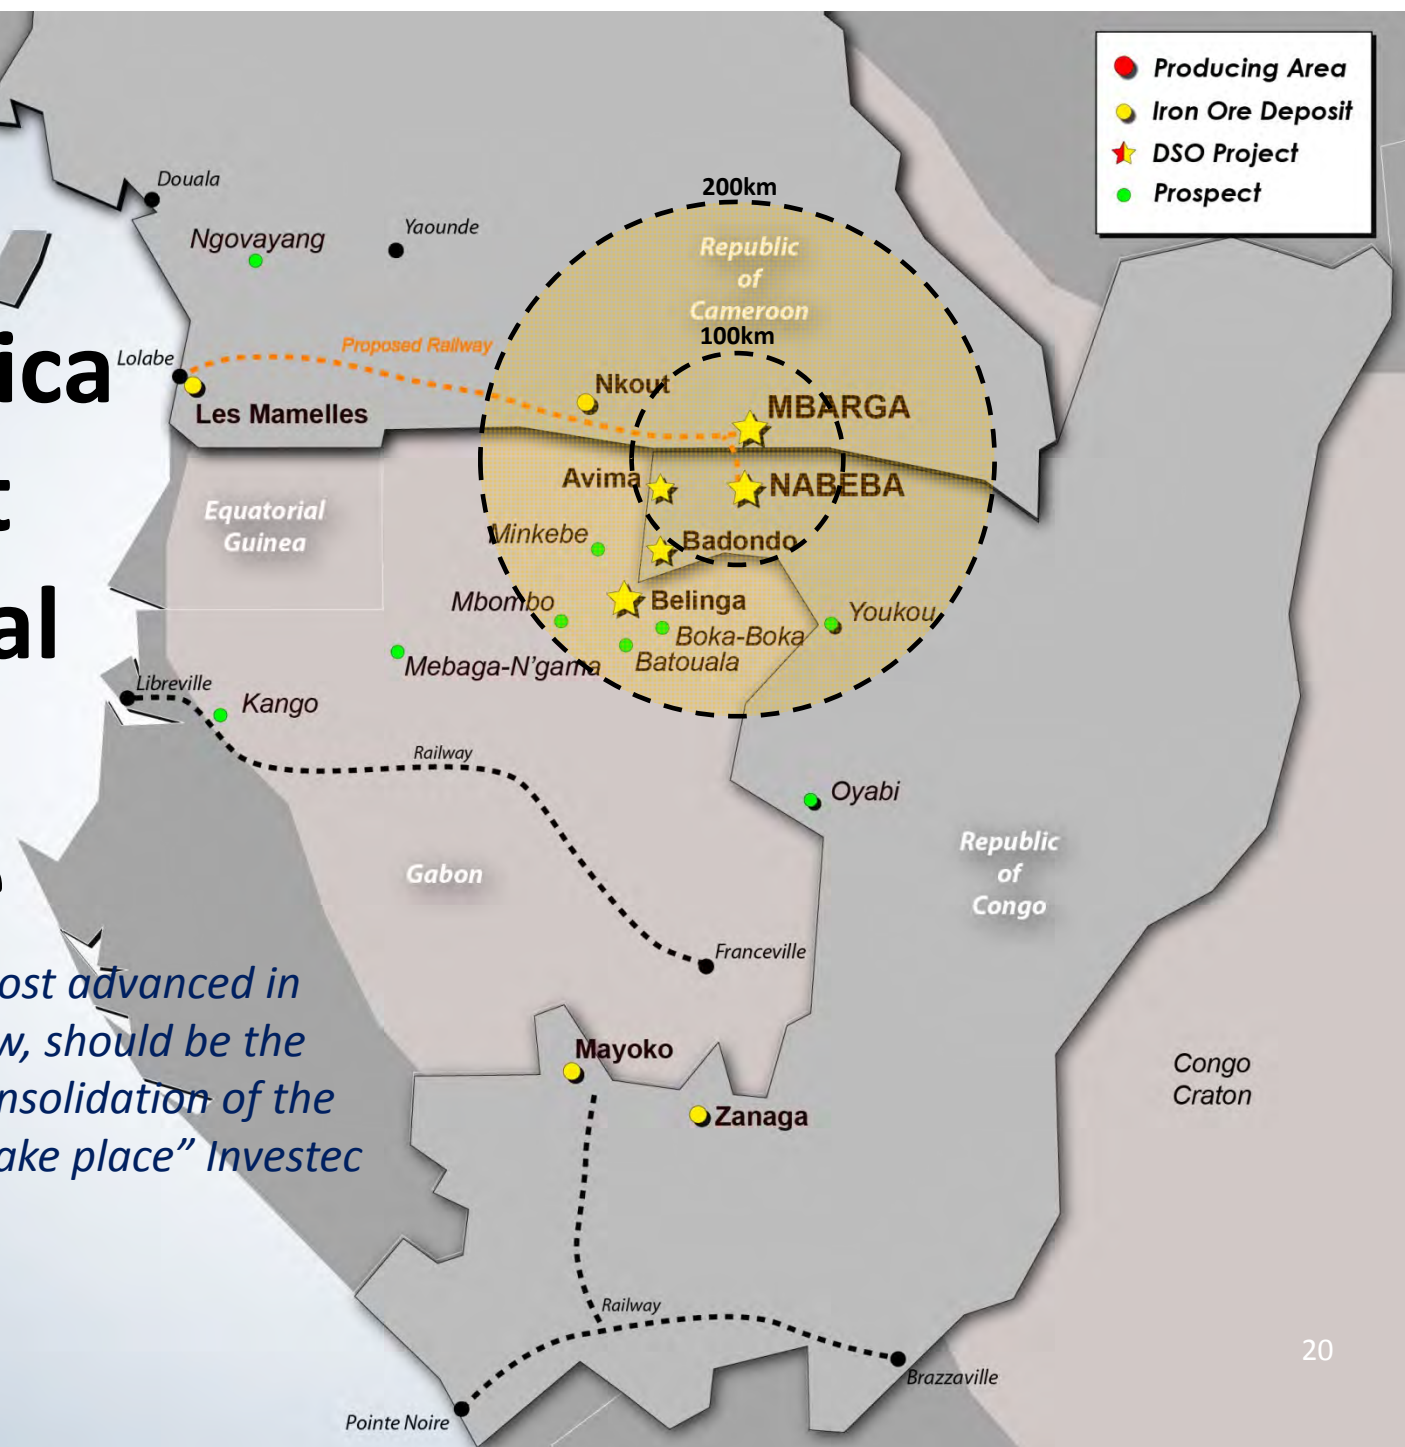 Producing Area
Iron Ore Deposit
DSO Project
Prospect
Douala
200km
Ngovayang
Yaounde
Republic
of
Cameroon
100km
Proposed Railway
Lolabe
ica
Nkout
Les Mamelles
MBARGA
t
Avima
NABEBA
Equatorial
Guinea
Minkebe
Badondo
al
Mbombo
Belinga
Youkou
Boka-Boka
Mebaga-N'gama
Batouala
Libreville
Kango
Railway
Oyabi
Republic
of
Congo
Gabon
e
Franceville
ost advanced in
w, should be the
nsolidation of the
ake place” Investec
Mayoko
Congo
Craton
Zanaga
Railway
20
Brazzaville
Pointe Noire